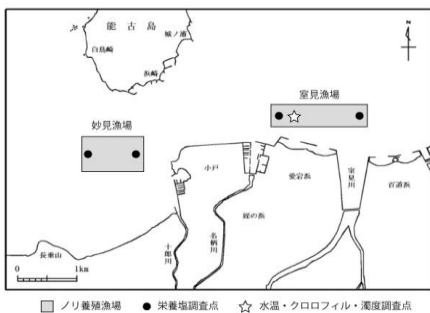 能古島
城ノ浦
白鳥崎
浜崎
N
室見漁場
妙見漁場
小戸
愛宕浜
室見川
百道浜
姪の浜
名柄川
十郎川
長垂山
0 1km
ノリ養殖漁場 栄養塩調査点 水温・クロロフィル・濁度調査点